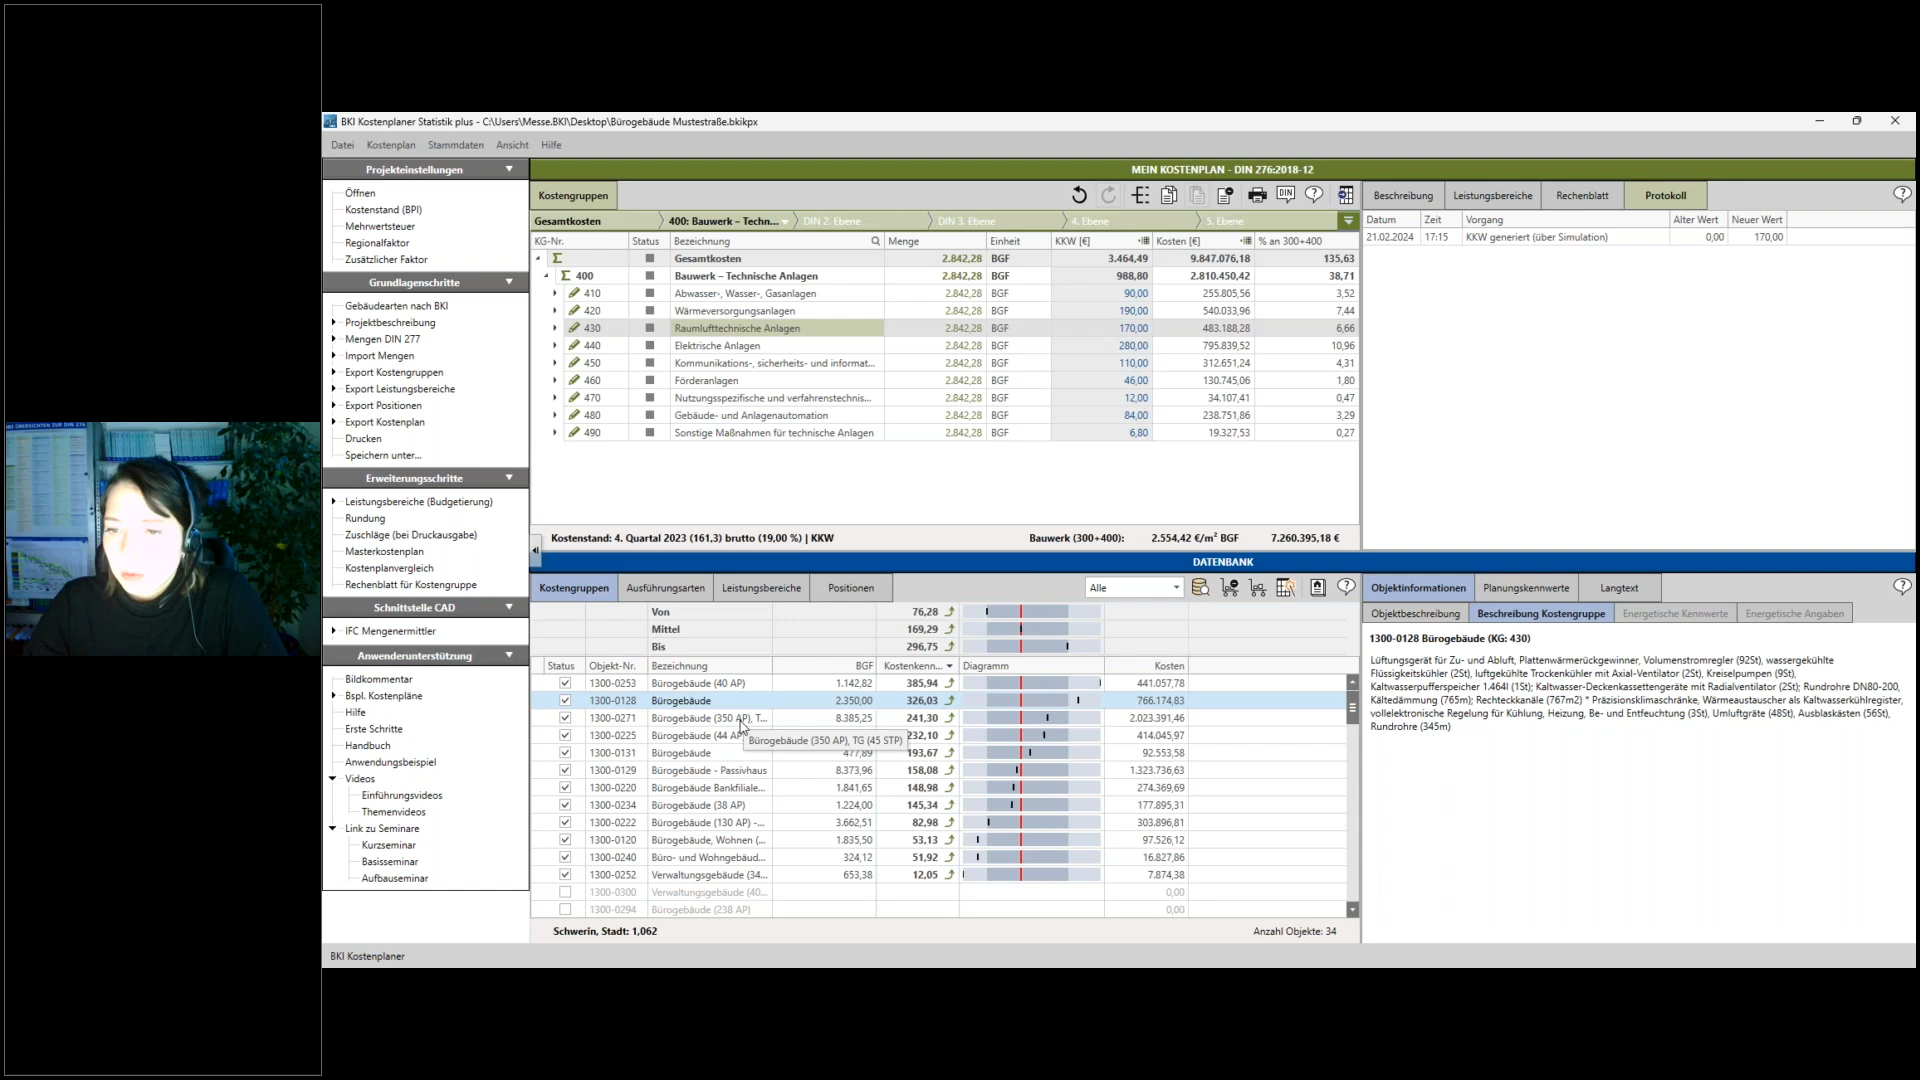 BKI Kostenplaner Statistik plus - C:\Users\Messe.BKI\Desktop\Bürogebäude Mustestraße.bkikpx
Datei Kostenplan Stammdaten Ansicht Hilfe
Projekteinstellungen
Öffnen
Kostenstand (BPI)
Mehrwertsteuer
Regionalfaktor
Zusätzlicher Faktor
Grundlagenschritte
Gebäudearten nach BKI
Projektbeschreibung
Mengen DIN 277
Import Mengen
Export Kostengruppen
Export Leistungsbereiche
Export Positionen
Export Kostenplan
Drucken
Speichern unter...
Erweiterungsschritte
Leistungsbereiche (Budgetierung)
Rundung
Zuschläge (bei Druckausgabe)
Masterkostenplan
Kostenplanvergleich
Rechenblatt für Kostengruppe
Schnittstelle CAD
IFC Mengenermittler
Anwenderunterstützung
Bildkommentar
Bspl. Kostenpläne
Hilfe
Erste Schritte
Handbuch
Anwendungsbeispiel
Videos
Einführungsvideos
Themenvideos
Link zu Seminare
Kurzseminar
Basisseminar
Aufbauseminar
MEIN KOSTENPLAN - DIN 276:2018-12
Kostengruppen DIN
Gesamtkosten 400: Bauwerk – Techn... DIN 2. Ebene DIN 3. Ebene 4. Ebene 5. Ebene
KG-Nr. Status Bezeichnung Menge Einheit KKW [€] Kosten [€] % an 300+400
Σ Gesamtkosten 2.842,28 BGF 3.464,49 9.847.076,18 135,63
Σ 400 Bauwerk – Technische Anlagen 2.842,28 BGF 988,80 2.810.450,42 38,71
410 Abwasser-, Wasser-, Gasanlagen 2.842,28 BGF 90,00 255.805,56 3,52
420 Wärmeversorgungsanlagen 2.842,28 BGF 190,00 540.033,96 7,44
430 Raumlufttechnische Anlagen 2.842,28 BGF 170,00 483.188,28 6,66
440 Elektrische Anlagen 2.842,28 BGF 280,00 795.839,52 10,96
450 Kommunikations-, sicherheits- und informat... 2.842,28 BGF 110,00 312.651,24 4,31
460 Förderanlagen 2.842,28 BGF 46,00 130.745,06 1,80
470 Nutzungsspezifische und verfahrenstechnis... 2.842,28 BGF 12,00 34.107,41 0,47
480 Gebäude- und Anlagenautomation 2.842,28 BGF 84,00 238.751,86 3,29
490 Sonstige Maßnahmen für technische Anlagen 2.842,28 BGF 6,80 19.327,53 0,27
Kostenstand: 4. Quartal 2023 (161,3) brutto (19,00 %) | KKW Bauwerk (300+400): 2.554,42 €/m² BGF 7.260.395,18 €
Beschreibung Leistungsbereiche Rechenblatt Protokoll
Datum Zeit Vorgang Alter Wert Neuer Wert
21.02.2024 17:15 KKW generiert (über Simulation) 0,00 170,00
DATENBANK
Kostengruppen Ausführungsarten Leistungsbereiche Positionen Alle
Von 76,28
Mittel 169,29
Bis 296,75
Status Objekt-Nr. Bezeichnung BGF Kostenkenn... Diagramm Kosten
1300-0253 Bürogebäude (40 AP) 1.142,82 385,94 441.057,78
1300-0128 Bürogebäude 2.350,00 326,03 766.174,83
1300-0271 Bürogebäude (350 AP), T... 8.385,25 241,30 2.023.391,46
1300-0225 Bürogebäude (44 AP 232,10 414.045,97
Bürogebäude (350 AP), TG (45 STP)
1300-0131 Bürogebäude 477,89 193,67 92.553,58
1300-0129 Bürogebäude - Passivhaus 8.373,96 158,08 1.323.736,63
1300-0220 Bürogebäude Bankfiliale... 1.841,65 148,98 274.369,69
1300-0234 Bürogebäude (38 AP) 1.224,00 145,34 177.895,31
1300-0222 Bürogebäude (130 AP) -... 3.662,51 82,98 303.896,81
1300-0120 Bürogebäude, Wohnen (... 1.835,50 53,13 97.526,12
1300-0240 Büro- und Wohngebäud... 324,12 51,92 16.827,86
1300-0252 Verwaltungsgebäude (34... 653,38 12,05 7.874,38
1300-0300 Verwaltungsgebäude (40... 0,00
1300-0294 Bürogebäude (238 AP) 0,00
Schwerin, Stadt: 1,062 Anzahl Objekte: 34
Objektinformationen Planungskennwerte Langtext
Objektbeschreibung Beschreibung Kostengruppe Energetische Kennwerte Energetische Angaben
1300-0128 Bürogebäude (KG: 430)
Lüftungsgerät für Zu- und Abluft, Plattenwärmerückgewinner, Volumenstromregler (92St), wassergekühlte
Flüssigkeitskühler (2St), luftgekühlte Trockenkühler mit Axial-Ventilator (2St), Kreiselpumpen (9St),
Kaltwasserpufferspeicher 1.464l (1St); Kaltwasser-Deckenkassettengeräte mit Radialventilator (2St); Rundrohre DN80-200,
Kältedämmung (765m); Rechteckkanäle (767m2) * Präzisionsklimaschränke, Wärmeaustauscher als Kaltwasserkühlregister,
vollelektronische Regelung für Kühlung, Heizung, Be- und Entfeuchtung (3St), Umluftgräte (48St), Ausblaskästen (56St),
Rundrohre (345m)
BKI Kostenplaner
BKI ÜBERSICHTEN ZUR DIN 276